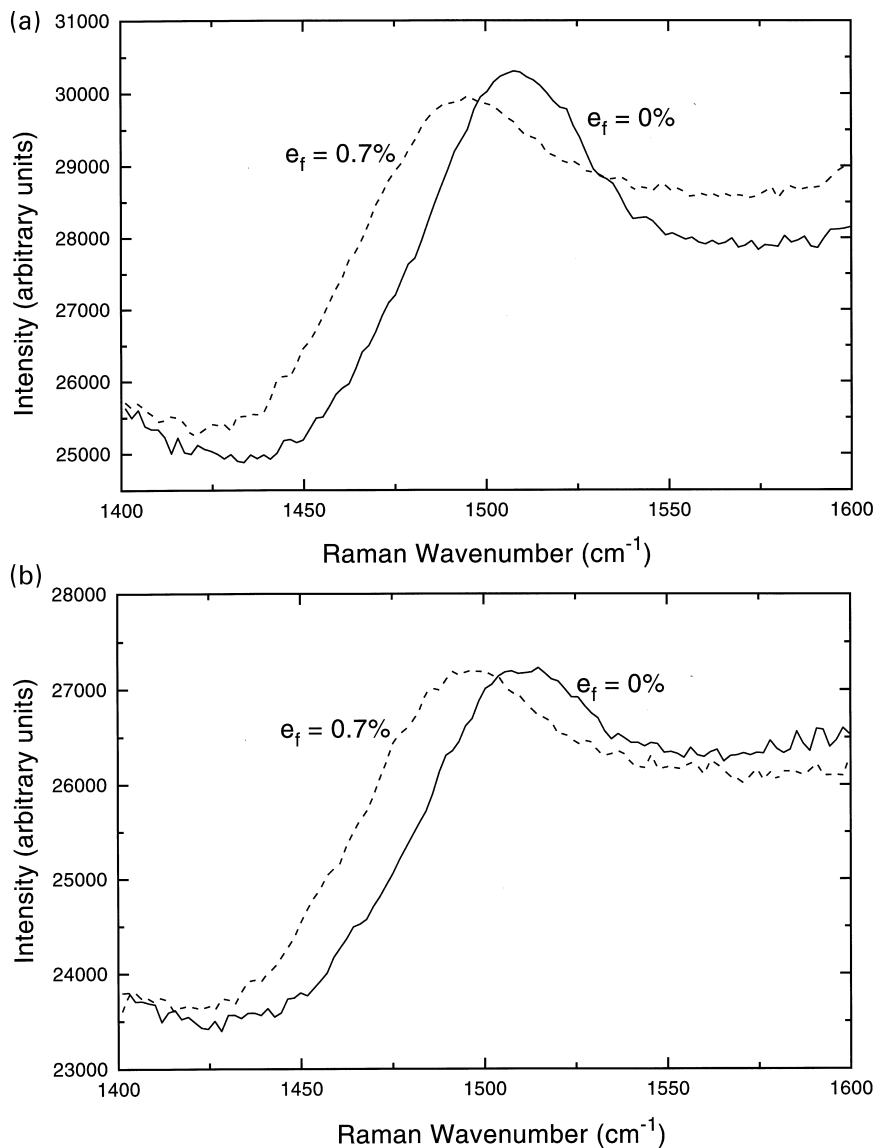 (a)
31000
30000
29000
28000
27000
26000
25000
Intensity (arbitrary units)
e_f = 0.7%
e_f = 0%
1400
1450
1500
1550
1600
Raman Wavenumber (cm⁻¹)
(b)
28000
27000
26000
25000
24000
23000
Intensity (arbitrary units)
e_f = 0.7%
e_f = 0%
1400
1450
1500
1550
1600
Raman Wavenumber (cm⁻¹)